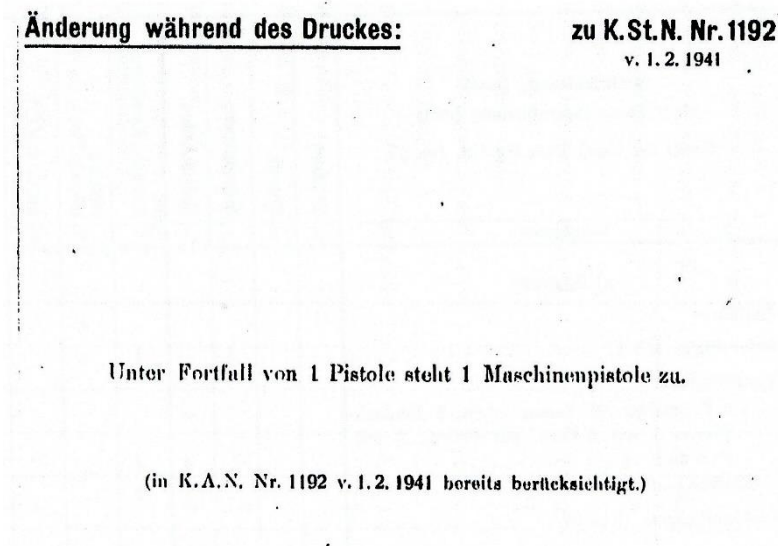 Änderung während des Druckes:
zu K.St.N. Nr. 1192
v. 1. 2. 1941
Unter Fortfall von 1 Pistole steht 1 Maschinenpistole zu.
(in K.A.N. Nr. 1192 v. 1. 2. 1941 bereits berücksichtigt.)